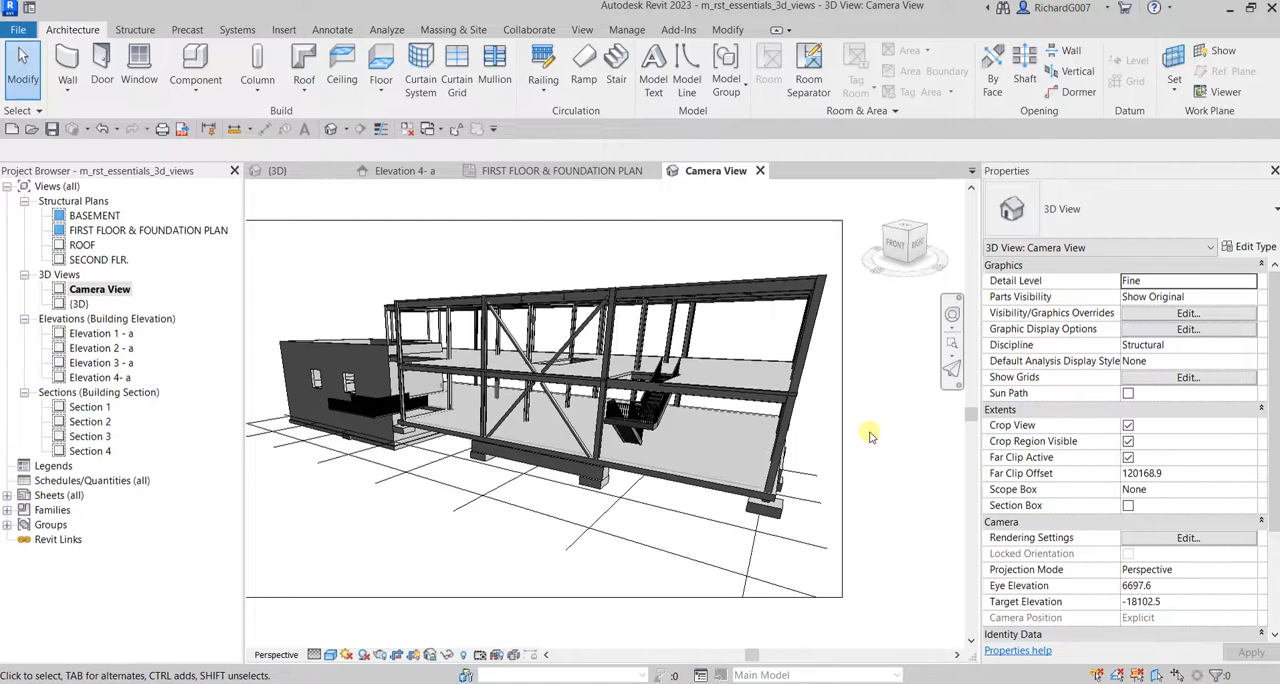 Autodesk Revit 2023 - m_rst_essentials_3d_views - 3D View: Camera View
RichardG007
File Architecture Structure Precast Systems Insert Annotate Analyze Massing & Site Collaborate View Manage Add-Ins Modify
Modify Wall Door Window Component Column Roof Ceiling Floor Curtain System Curtain Grid Mullion Railing Ramp Stair Model Text Model Line Model Group Room Room Separator Tag Room Area Area Boundary Tag Area By Face Shaft Wall Vertical Dormer Level Grid Set Show Ref Plane Viewer
Select Build Circulation Model Room & Area Opening Datum Work Plane
Project Browser - m_rst_essentials_3d_views
{3D} Elevation 4- a FIRST FLOOR & FOUNDATION PLAN Camera View
Views (all)
Structural Plans
BASEMENT
FIRST FLOOR & FOUNDATION PLAN
ROOF
SECOND FLR.
3D Views
Camera View
{3D}
Elevations (Building Elevation)
Elevation 1 - a
Elevation 2 - a
Elevation 3 - a
Elevation 4- a
Sections (Building Section)
Section 1
Section 2
Section 3
Section 4
Legends
Schedules/Quantities (all)
Sheets (all)
Families
Groups
Revit Links
FRONT RIGHT
Properties
3D View
3D View: Camera View Edit Type
Graphics
Detail Level Fine
Parts Visibility Show Original
Visibility/Graphics Overrides Edit...
Graphic Display Options Edit...
Discipline Structural
Default Analysis Display Style None
Show Grids Edit...
Sun Path
Extents
Crop View
Crop Region Visible
Far Clip Active
Far Clip Offset 120168.9
Scope Box None
Section Box
Camera
Rendering Settings Edit...
Locked Orientation
Projection Mode Perspective
Eye Elevation 6697.6
Target Elevation -18102.5
Camera Position Explicit
Identity Data
Properties help Apply
Perspective
Click to select, TAB for alternates, CTRL adds, SHIFT unselects. :0 Main Model :0